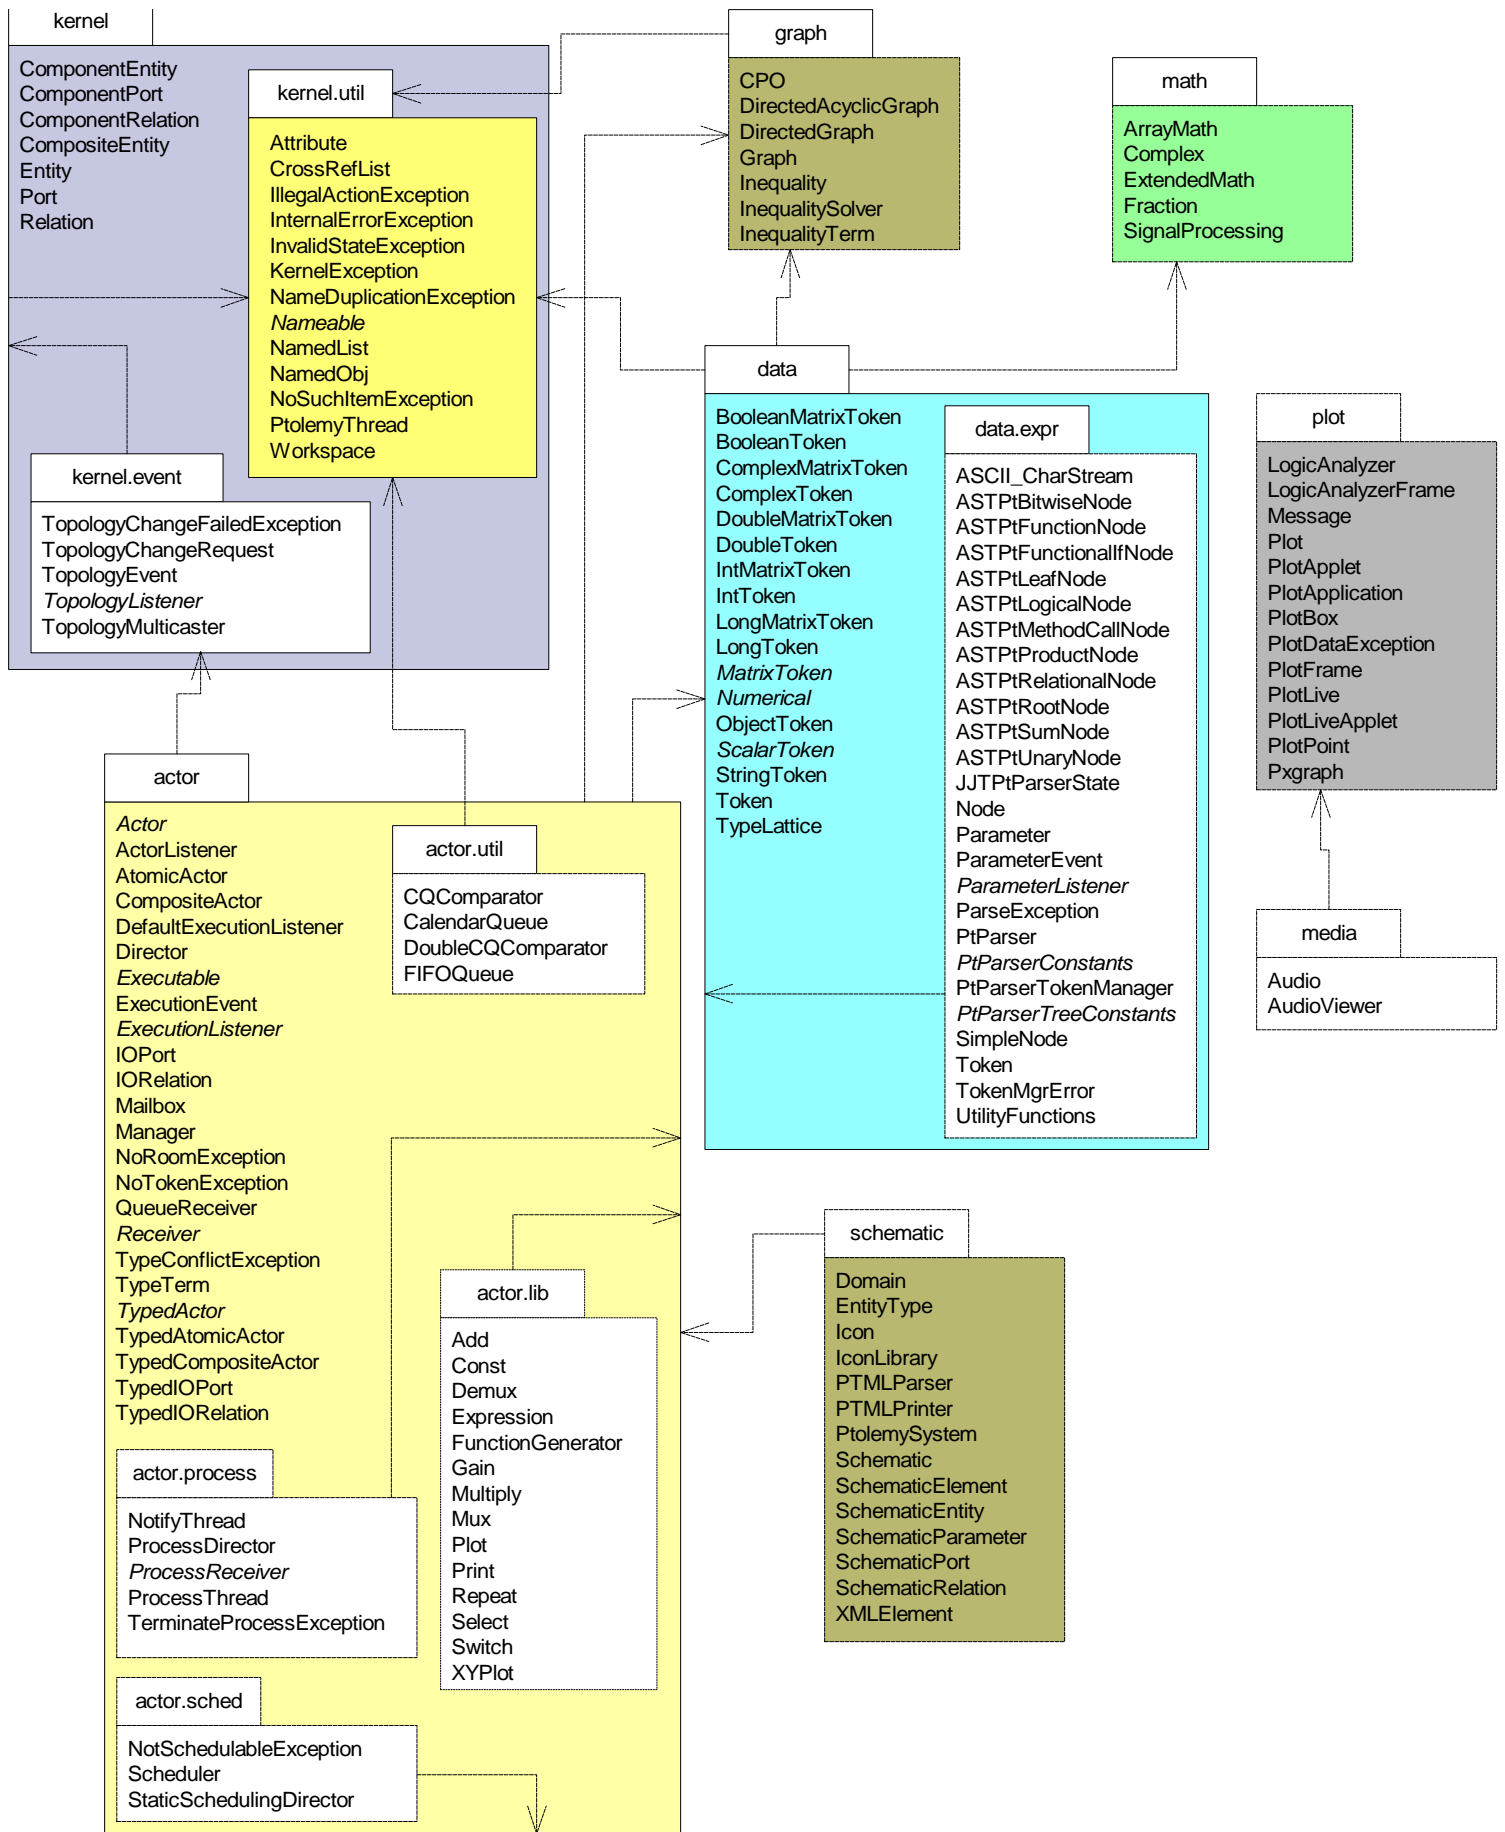 kernel
ComponentEntity
ComponentPort
ComponentRelation
CompositeEntity
Entity
Port
Relation
kernel.util
Attribute
CrossRefList
IllegalActionException
InternalErrorException
InvalidStateException
KernelException
NameDuplicationException
Nameable
NamedList
NamedObj
NoSuchItemException
PtolemyThread
Workspace
kernel.event
TopologyChangeFailedException
TopologyChangeRequest
TopologyEvent
TopologyListener
TopologyMulticaster
graph
CPO
DirectedAcyclicGraph
DirectedGraph
Graph
Inequality
InequalitySolver
InequalityTerm
math
ArrayMath
Complex
ExtendedMath
Fraction
SignalProcessing
data
BooleanMatrixToken
BooleanToken
ComplexMatrixToken
ComplexToken
DoubleMatrixToken
DoubleToken
IntMatrixToken
IntToken
LongMatrixToken
LongToken
MatrixToken
Numerical
ObjectToken
ScalarToken
StringToken
Token
TypeLattice
data.expr
ASCII_CharStream
ASTPtBitwiseNode
ASTPtFunctionNode
ASTPtFunctionalIfNode
ASTPtLeafNode
ASTPtLogicalNode
ASTPtMethodCallNode
ASTPtProductNode
ASTPtRelationalNode
ASTPtRootNode
ASTPtSumNode
ASTPtUnaryNode
JJTPtParserState
Node
Parameter
ParameterEvent
ParameterListener
ParseException
PtParser
PtParserConstants
PtParserTokenManager
PtParserTreeConstants
SimpleNode
Token
TokenMgrError
UtilityFunctions
plot
LogicAnalyzer
LogicAnalyzerFrame
Message
Plot
PlotApplet
PlotApplication
PlotBox
PlotDataException
PlotFrame
PlotLive
PlotLiveApplet
PlotPoint
Pxgraph
media
Audio
AudioViewer
actor
Actor
ActorListener
AtomicActor
CompositeActor
DefaultExecutionListener
Director
Executable
ExecutionEvent
ExecutionListener
IOPort
IORelation
Mailbox
Manager
NoRoomException
NoTokenException
QueueReceiver
Receiver
TypeConflictException
TypeTerm
TypedActor
TypedAtomicActor
TypedCompositeActor
TypedIOPort
TypedIORelation
actor.util
CQComparator
CalendarQueue
DoubleCQComparator
FIFOQueue
actor.lib
Add
Const
Demux
Expression
FunctionGenerator
Gain
Multiply
Mux
Plot
Print
Repeat
Select
Switch
XYPlot
actor.process
NotifyThread
ProcessDirector
ProcessReceiver
ProcessThread
TerminateProcessException
actor.sched
NotSchedulableException
Scheduler
StaticSchedulingDirector
schematic
Domain
EntityType
Icon
IconLibrary
PTMLParser
PTMLPrinter
PtolemySystem
Schematic
SchematicElement
SchematicEntity
SchematicParameter
SchematicPort
SchematicRelation
XMLElement